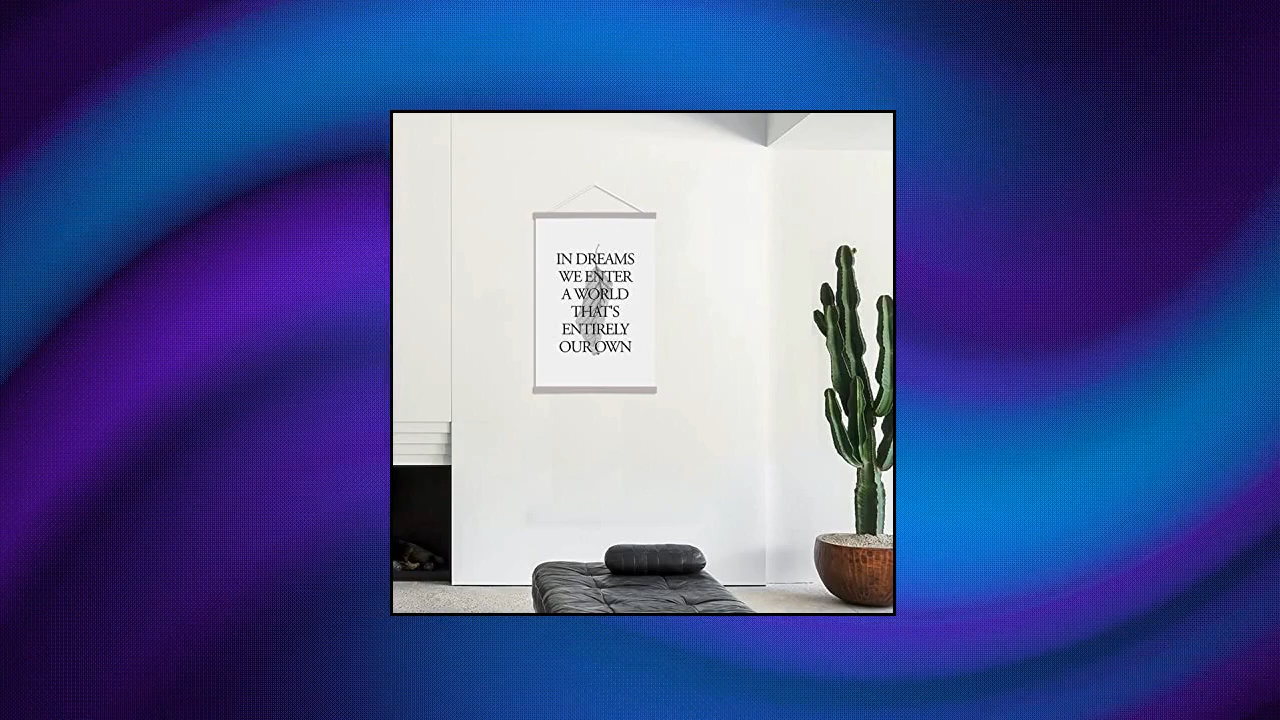 IN DREAMS
WE ENTER
A WORLD
THAT'S
ENTIRELY
OUR OWN